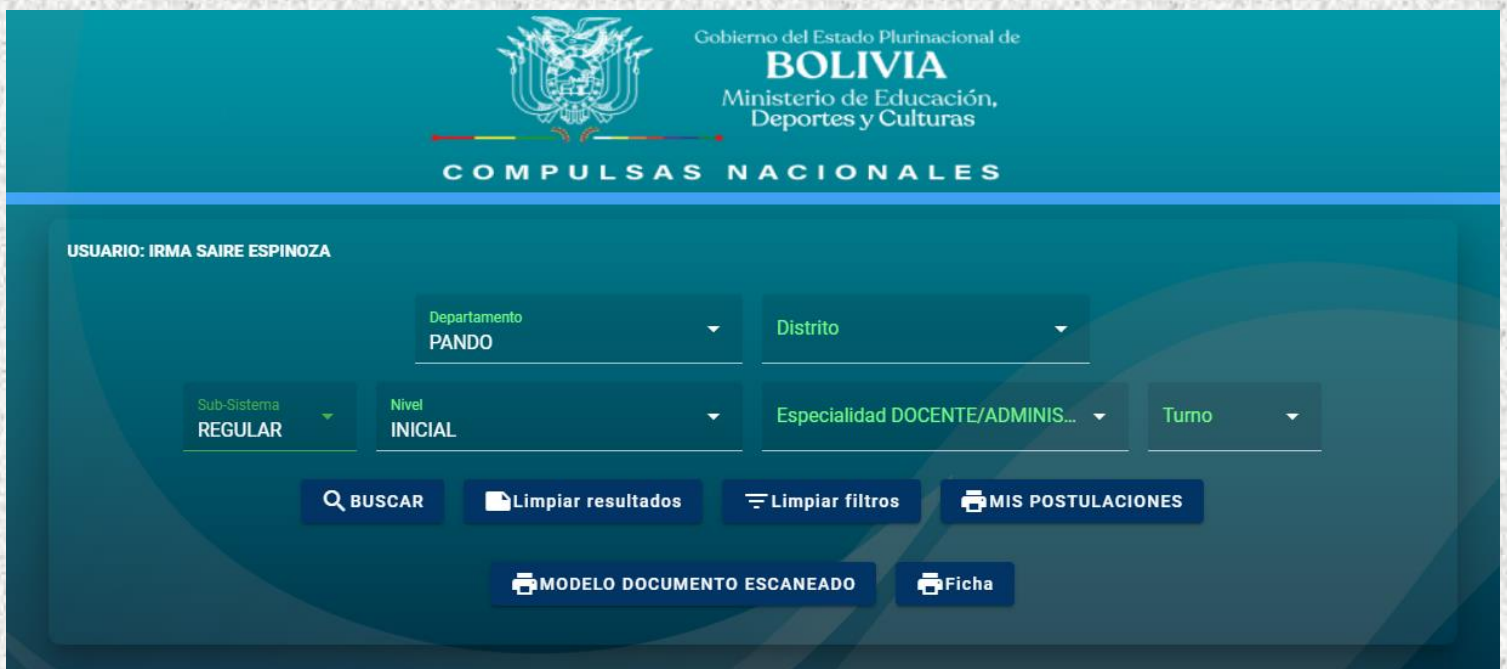 Gobierno del Estado Plurinacional de
BOLIVIA
Ministerio de Educación,
Deportes y Culturas
COMPULSAS NACIONALES
USUARIO: IRMA SAIRE ESPINOZA
Departamento
PANDO
Distrito
Sub-Sistema
REGULAR
Nivel
INICIAL
Especialidad DOCENTE/ADMINIS...
Turno
BUSCAR
Limpiar resultados
Limpiar filtros
MIS POSTULACIONES
MODELO DOCUMENTO ESCANEADO
Ficha